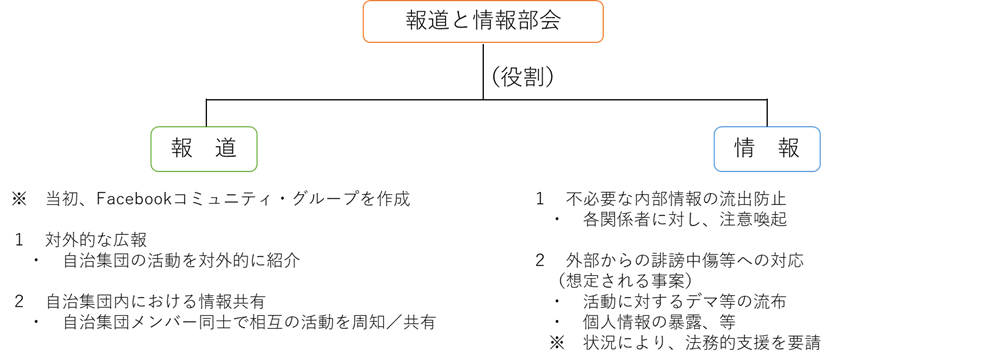 報道と情報部会
(役割)
報　道
※　当初、Facebookコミュニティ・グループを作成
1　対外的な広報
・　自治集団の活動を対外的に紹介
2　自治集団内における情報共有
・　自治集団メンバー同士で相互の活動を周知／共有
情　報
1　不必要な内部情報の流出防止
・　各関係者に対し、注意喚起
2　外部からの誹謗中傷等への対応
（想定される事案）
・　活動に対するデマ等の流布
・　個人情報の暴露、等
※　状況により、法務的支援を要請